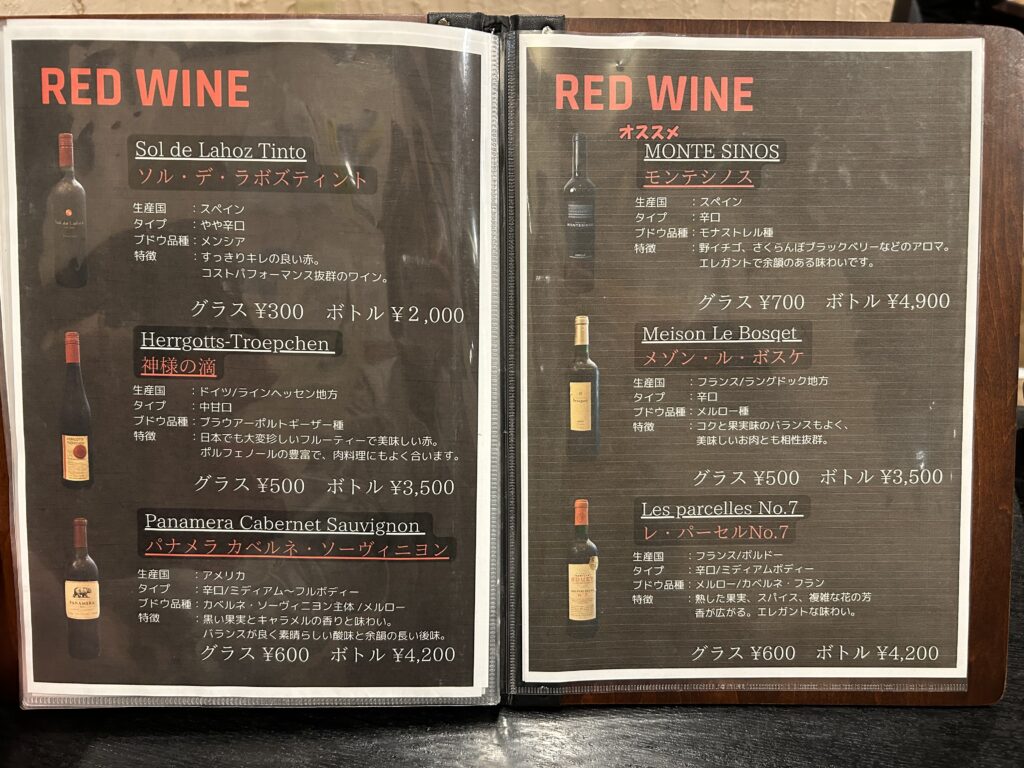 RED WINE
Sol de Lahoz Tinto
ソル・デ・ラボズティント
生産国　：スペイン
タイプ　：やや辛口
ブドウ品種：メンシア
特徴　：すっきりキレの良い赤。
コストパフォーマンス抜群のワイン。
グラス ¥300　ボトル ¥２,000
Herrgotts-Troepchen
神様の滴
生産国　：ドイツ/ラインヘッセン地方
タイプ　：中甘口
ブドウ品種：ブラウアーポルトギーザー種
特徴　：日本でも大変珍しいフルーティーで美味しい赤。
ポルフェノールの豊富で、肉料理にもよく合います。
グラス ¥500　ボトル ¥3,500
Panamera Cabernet Sauvignon
パナメラ カベルネ・ソーヴィニヨン
PANAMERA
生産国　：アメリカ
タイプ　：辛口/ミディアム〜フルボディー
ブドウ品種：カベルネ・ソーヴィニヨン主体 /メルロー
特徴　：黒い果実とキャラメルの香りと味わい。
バランスが良く素晴らしい酸味と余韻の長い後味。
グラス ¥600　ボトル ¥4,200
RED WINE
オススメ
MONTE SINOS
モンテシノス
生産国　：スペイン
タイプ　：辛口
ブドウ品種：モナストレル種
特徴　：野イチゴ、さくらんぼブラックベリーなどのアロマ。
エレガントで余韻のある味わいです。
グラス ¥700　ボトル ¥4,900
Meison Le Bosqet
メゾン・ル・ボスケ
生産国　：フランス/ラングドック地方
タイプ　：辛口
ブドウ品種：メルロー種
特徴　：コクと果実味のバランスもよく、
美味しいお肉とも相性抜群。
グラス ¥500　ボトル ¥3,500
Les parcelles No.7
レ・パーセルNo.7
生産国　：フランス/ボルドー
タイプ　：辛口/ミディアムボディー
ブドウ品種：メルロー/カベルネ・フラン
特徴　：熟した果実、スパイス、複雑な花の芳
香が広がる。エレガントな味わい。
グラス ¥600　ボトル ¥4,200